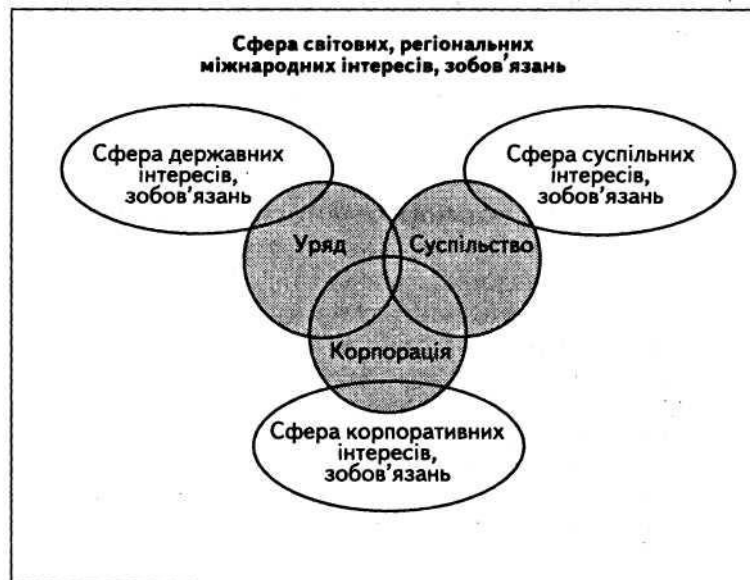 Сфера світових, регіональних
міжнародних інтересів, зобов'язань
Сфера державних
інтересів,
зобов'язань
Сфера суспільних
інтересів,
зобов'язань
Уряд
Суспільство
Корпорація
Сфера корпоративних
інтересів,
зобов'язань